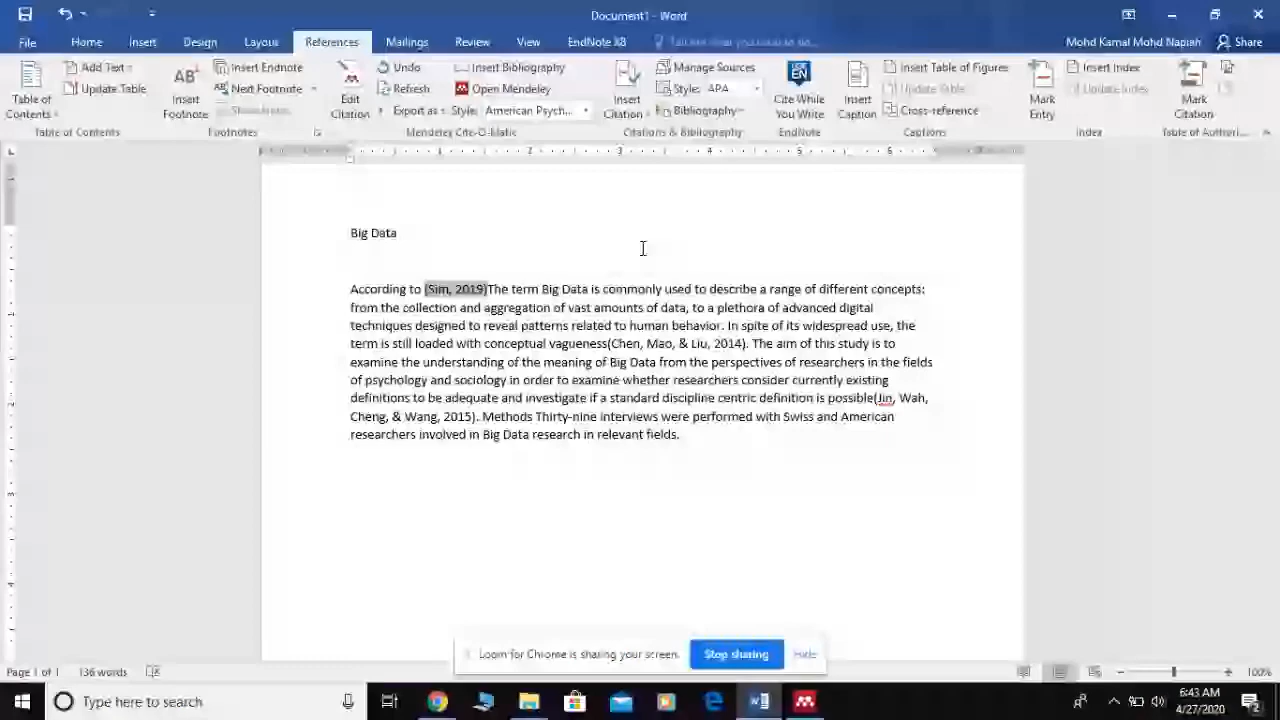 Document1 - Word
File Home Insert Design Layout References Mailings Review View EndNote X8 Mohd Kamal Mohd Napiah Share
Table of Contents
Add Text
Update Table
Table of Contents
AB
Insert Footnote
Insert Endnote
Next Footnote
Footnotes
Edit Citation
Undo
Refresh
Export as
Insert Bibliography
Open Mendeley
Style: American Psych...
Mendeley Cite-O-Matic
Insert Citation
Manage Sources
Style: APA
Bibliography
Citations & Bibliography
EN
Cite While You Write
EndNote
Insert Caption
Insert Table of Figures
Update Table
Cross-reference
Captions
Mark Entry
Insert Index
Update Index
Index
Mark Citation
Table of Authori...
2 3 4 5 6
Big Data
According to (Sim, 2019)The term Big Data is commonly used to describe a range of different concepts:
from the collection and aggregation of vast amounts of data, to a plethora of advanced digital
techniques designed to reveal patterns related to human behavior. In spite of its widespread use, the
term is still loaded with conceptual vagueness(Chen, Mao, & Liu, 2014). The aim of this study is to
examine the understanding of the meaning of Big Data from the perspectives of researchers in the fields
of psychology and sociology in order to examine whether researchers consider currently existing
definitions to be adequate and investigate if a standard discipline centric definition is possible(Jin, Wah,
Cheng, & Wang, 2015). Methods Thirty-nine interviews were performed with Swiss and American
researchers involved in Big Data research in relevant fields.
Loom for Chrome is sharing your screen. Stop sharing Hide
Page 1 of 1 136 words 100%
Type here to search
6:43 AM
4/27/2020